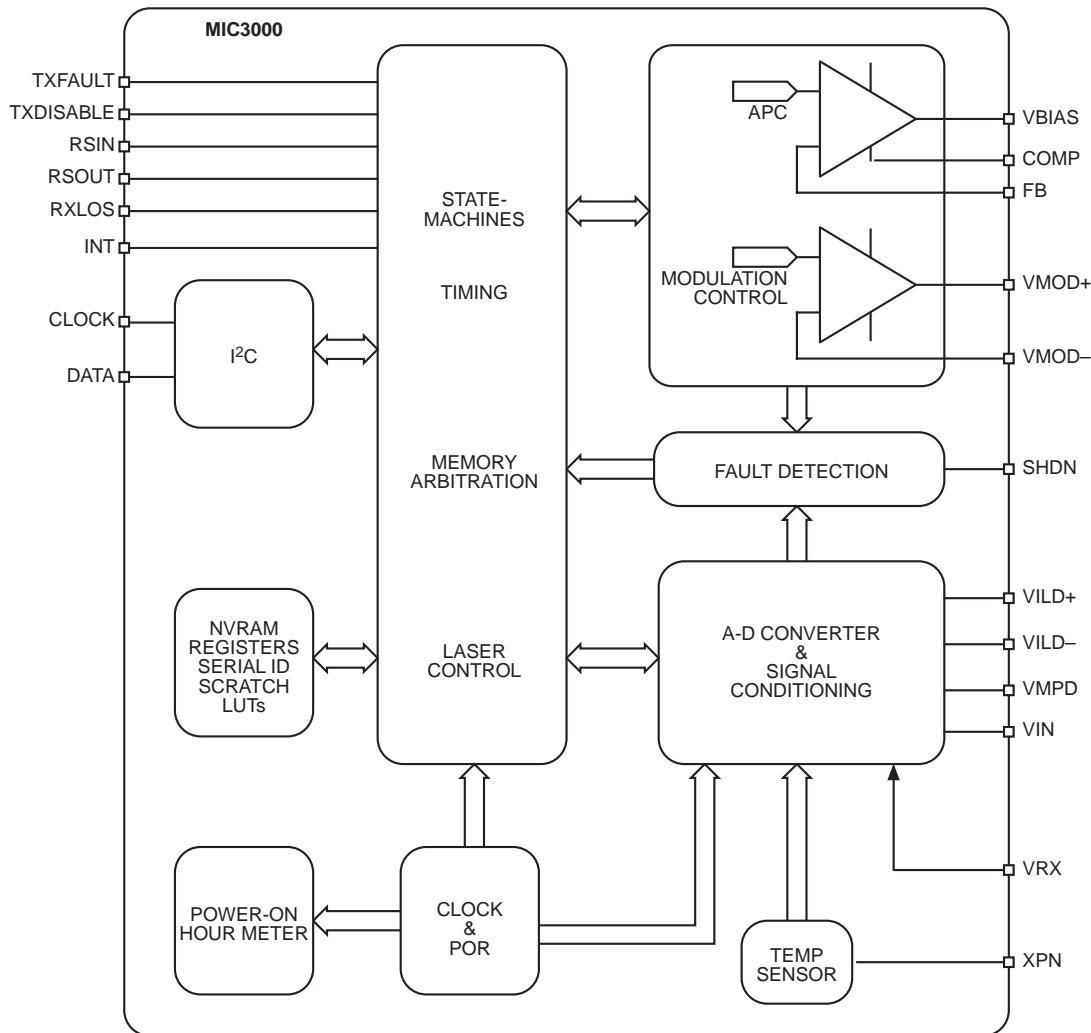 MIC3000
TXFAULT
TXDISABLE
RSIN
RSOUT
RXLOS
INT
CLOCK
DATA
I²C
STATE-
MACHINES
TIMING
MEMORY
ARBITRATION
LASER
CONTROL
APC
MODULATION
CONTROL
VBIAS
COMP
FB
VMOD+
VMOD–
FAULT DETECTION
SHDN
NVRAM
REGISTERS
SERIAL ID
SCRATCH
LUTs
A-D CONVERTER
&
SIGNAL
CONDITIONING
VILD+
VILD–
VMPD
VIN
POWER-ON
HOUR METER
CLOCK
&
POR
TEMP
SENSOR
VRX
XPN